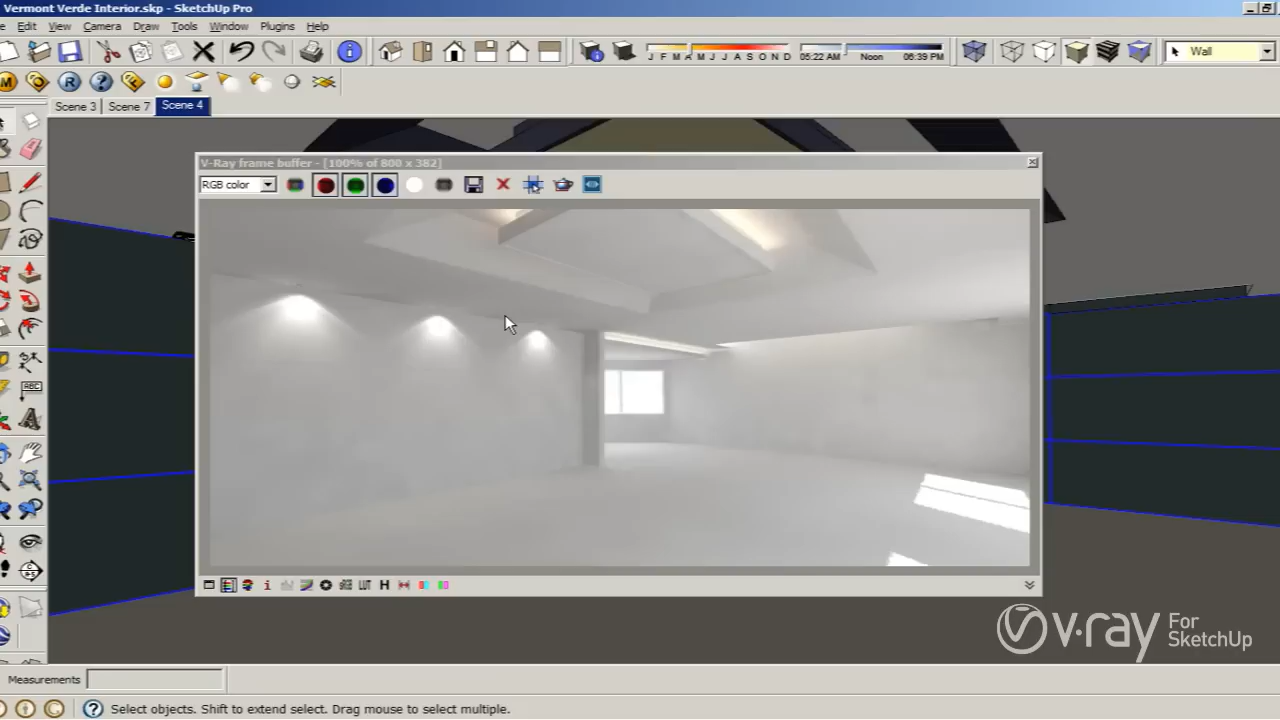 Vermont Verde Interior.skp - SketchUp Pro
Edit View Camera Draw Tools Window Plugins Help
J F M A M J J A S O N D
05:22 AM Noon 06:39 PM
Wall
Scene 3 Scene 7 Scene 4
V-Ray frame buffer - [100% of 800 x 382]
RGB color
ABC
LUT H
v·ray For SketchUp
Measurements
Select objects. Shift to extend select. Drag mouse to select multiple.